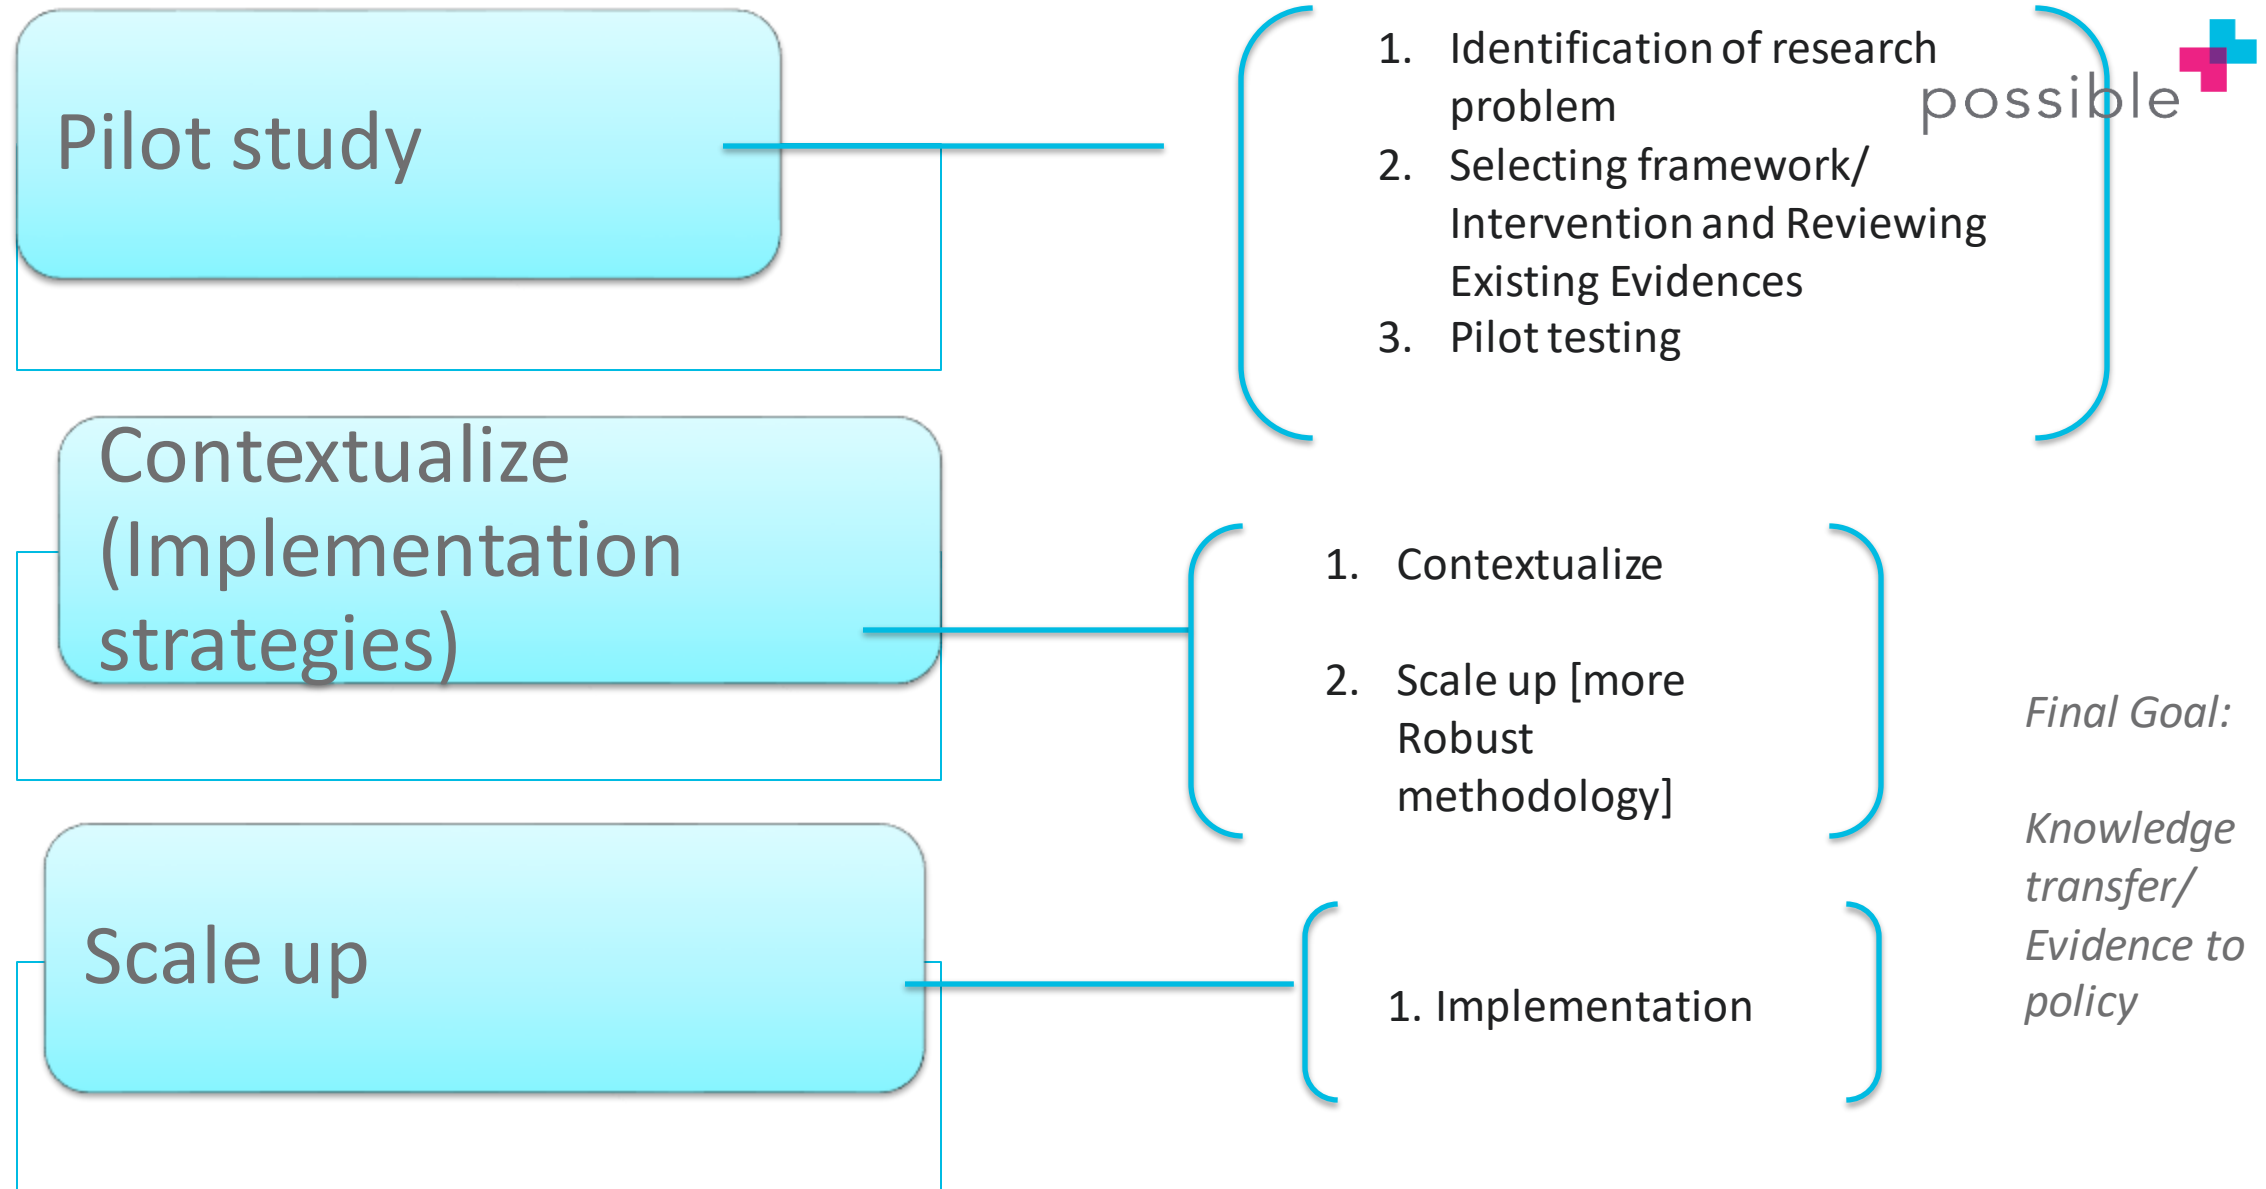 Pilot study
1. Identification of research
problem
2. Selecting framework/
Intervention and Reviewing
Existing Evidences
3. Pilot testing
possible
Contextualize
(Implementation
strategies)
1. Contextualize
2. Scale up [more
Robust
methodology]
Scale up
1. Implementation
Final Goal:
Knowledge
transfer/
Evidence to
policy